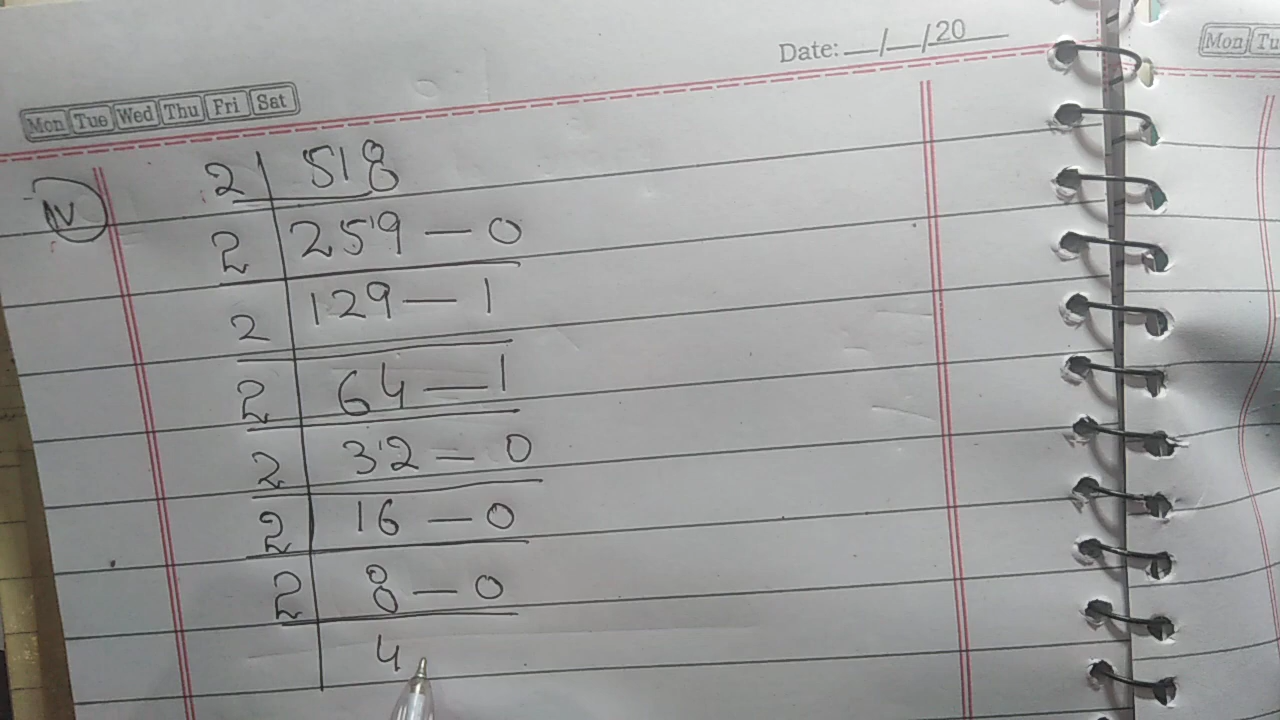 Date: __/__/20____
Mon Tue Wed Thu Fri Sat
Mon Tu
2 518
2 259 — 0
2 129 — 1
2 64 — 1
2 32 — 0
2 16 — 0
2 8 — 0
4